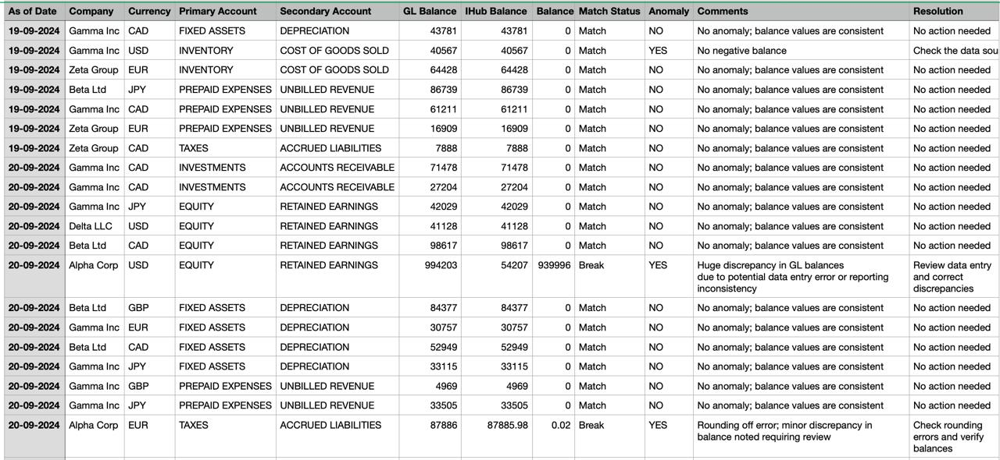 As of Date Company Currency Primary Account Secondary Account GL Balance IHub Balance Balance Match Status Anomaly Comments Resolution
19-09-2024 Gamma Inc CAD FIXED ASSETS DEPRECIATION 43781 43781 0 Match NO No anomaly; balance values are consistent No action needed
19-09-2024 Gamma Inc USD INVENTORY COST OF GOODS SOLD 40567 40567 0 Match YES No negative balance Check the data sou
19-09-2024 Zeta Group EUR INVENTORY COST OF GOODS SOLD 64428 64428 0 Match NO No anomaly; balance values are consistent No action needed
19-09-2024 Beta Ltd JPY PREPAID EXPENSES UNBILLED REVENUE 86739 86739 0 Match NO No anomaly; balance values are consistent No action needed
19-09-2024 Gamma Inc CAD PREPAID EXPENSES UNBILLED REVENUE 61211 61211 0 Match NO No anomaly; balance values are consistent No action needed
19-09-2024 Zeta Group EUR PREPAID EXPENSES UNBILLED REVENUE 16909 16909 0 Match NO No anomaly; balance values are consistent No action needed
19-09-2024 Zeta Group CAD TAXES ACCRUED LIABILITIES 7888 7888 0 Match NO No anomaly; balance values are consistent No action needed
20-09-2024 Gamma Inc CAD INVESTMENTS ACCOUNTS RECEIVABLE 71478 71478 0 Match NO No anomaly; balance values are consistent No action needed
20-09-2024 Gamma Inc CAD INVESTMENTS ACCOUNTS RECEIVABLE 27204 27204 0 Match NO No anomaly; balance values are consistent No action needed
20-09-2024 Gamma Inc JPY EQUITY RETAINED EARNINGS 42029 42029 0 Match NO No anomaly; balance values are consistent No action needed
20-09-2024 Delta LLC USD EQUITY RETAINED EARNINGS 41128 41128 0 Match NO No anomaly; balance values are consistent No action needed
20-09-2024 Beta Ltd CAD EQUITY RETAINED EARNINGS 98617 98617 0 Match NO No anomaly; balance values are consistent No action needed
20-09-2024 Alpha Corp USD EQUITY RETAINED EARNINGS 994203 54207 939996 Break YES Huge discrepancy in GL balances Review data entry
due to potential data entry error or reporting and correct
inconsistency discrepancies
20-09-2024 Beta Ltd GBP FIXED ASSETS DEPRECIATION 84377 84377 0 Match NO No anomaly; balance values are consistent No action needed
20-09-2024 Gamma Inc EUR FIXED ASSETS DEPRECIATION 30757 30757 0 Match NO No anomaly; balance values are consistent No action needed
20-09-2024 Beta Ltd CAD FIXED ASSETS DEPRECIATION 52949 52949 0 Match NO No anomaly; balance values are consistent No action needed
20-09-2024 Gamma Inc JPY FIXED ASSETS DEPRECIATION 33115 33115 0 Match NO No anomaly; balance values are consistent No action needed
20-09-2024 Gamma Inc GBP PREPAID EXPENSES UNBILLED REVENUE 4969 4969 0 Match NO No anomaly; balance values are consistent No action needed
20-09-2024 Gamma Inc JPY PREPAID EXPENSES UNBILLED REVENUE 33505 33505 0 Match NO No anomaly; balance values are consistent No action needed
20-09-2024 Alpha Corp EUR TAXES ACCRUED LIABILITIES 87886 87885.98 0.02 Break YES Rounding off error; minor discrepancy in Check rounding
balance noted requiring review errors and verify
balances